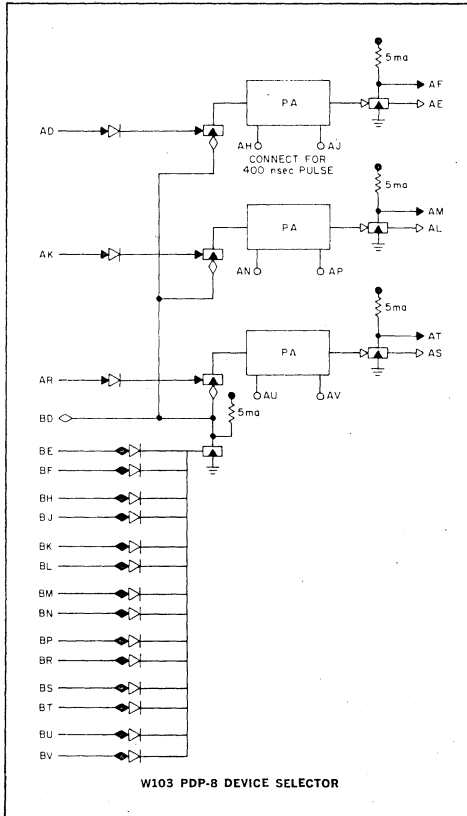 5ma
AF
PA
AE
AD
AH
AJ
CONNECT FOR
400 nsec PULSE
5ma
AM
PA
AL
AK
AN
AP
5ma
AT
PA
AS
AR
AU
AV
BD
5ma
BE
BF
BH
BJ
BK
BL
BM
BN
BP
BR
BS
BT
BU
BV
W103 PDP-8 DEVICE SELECTOR